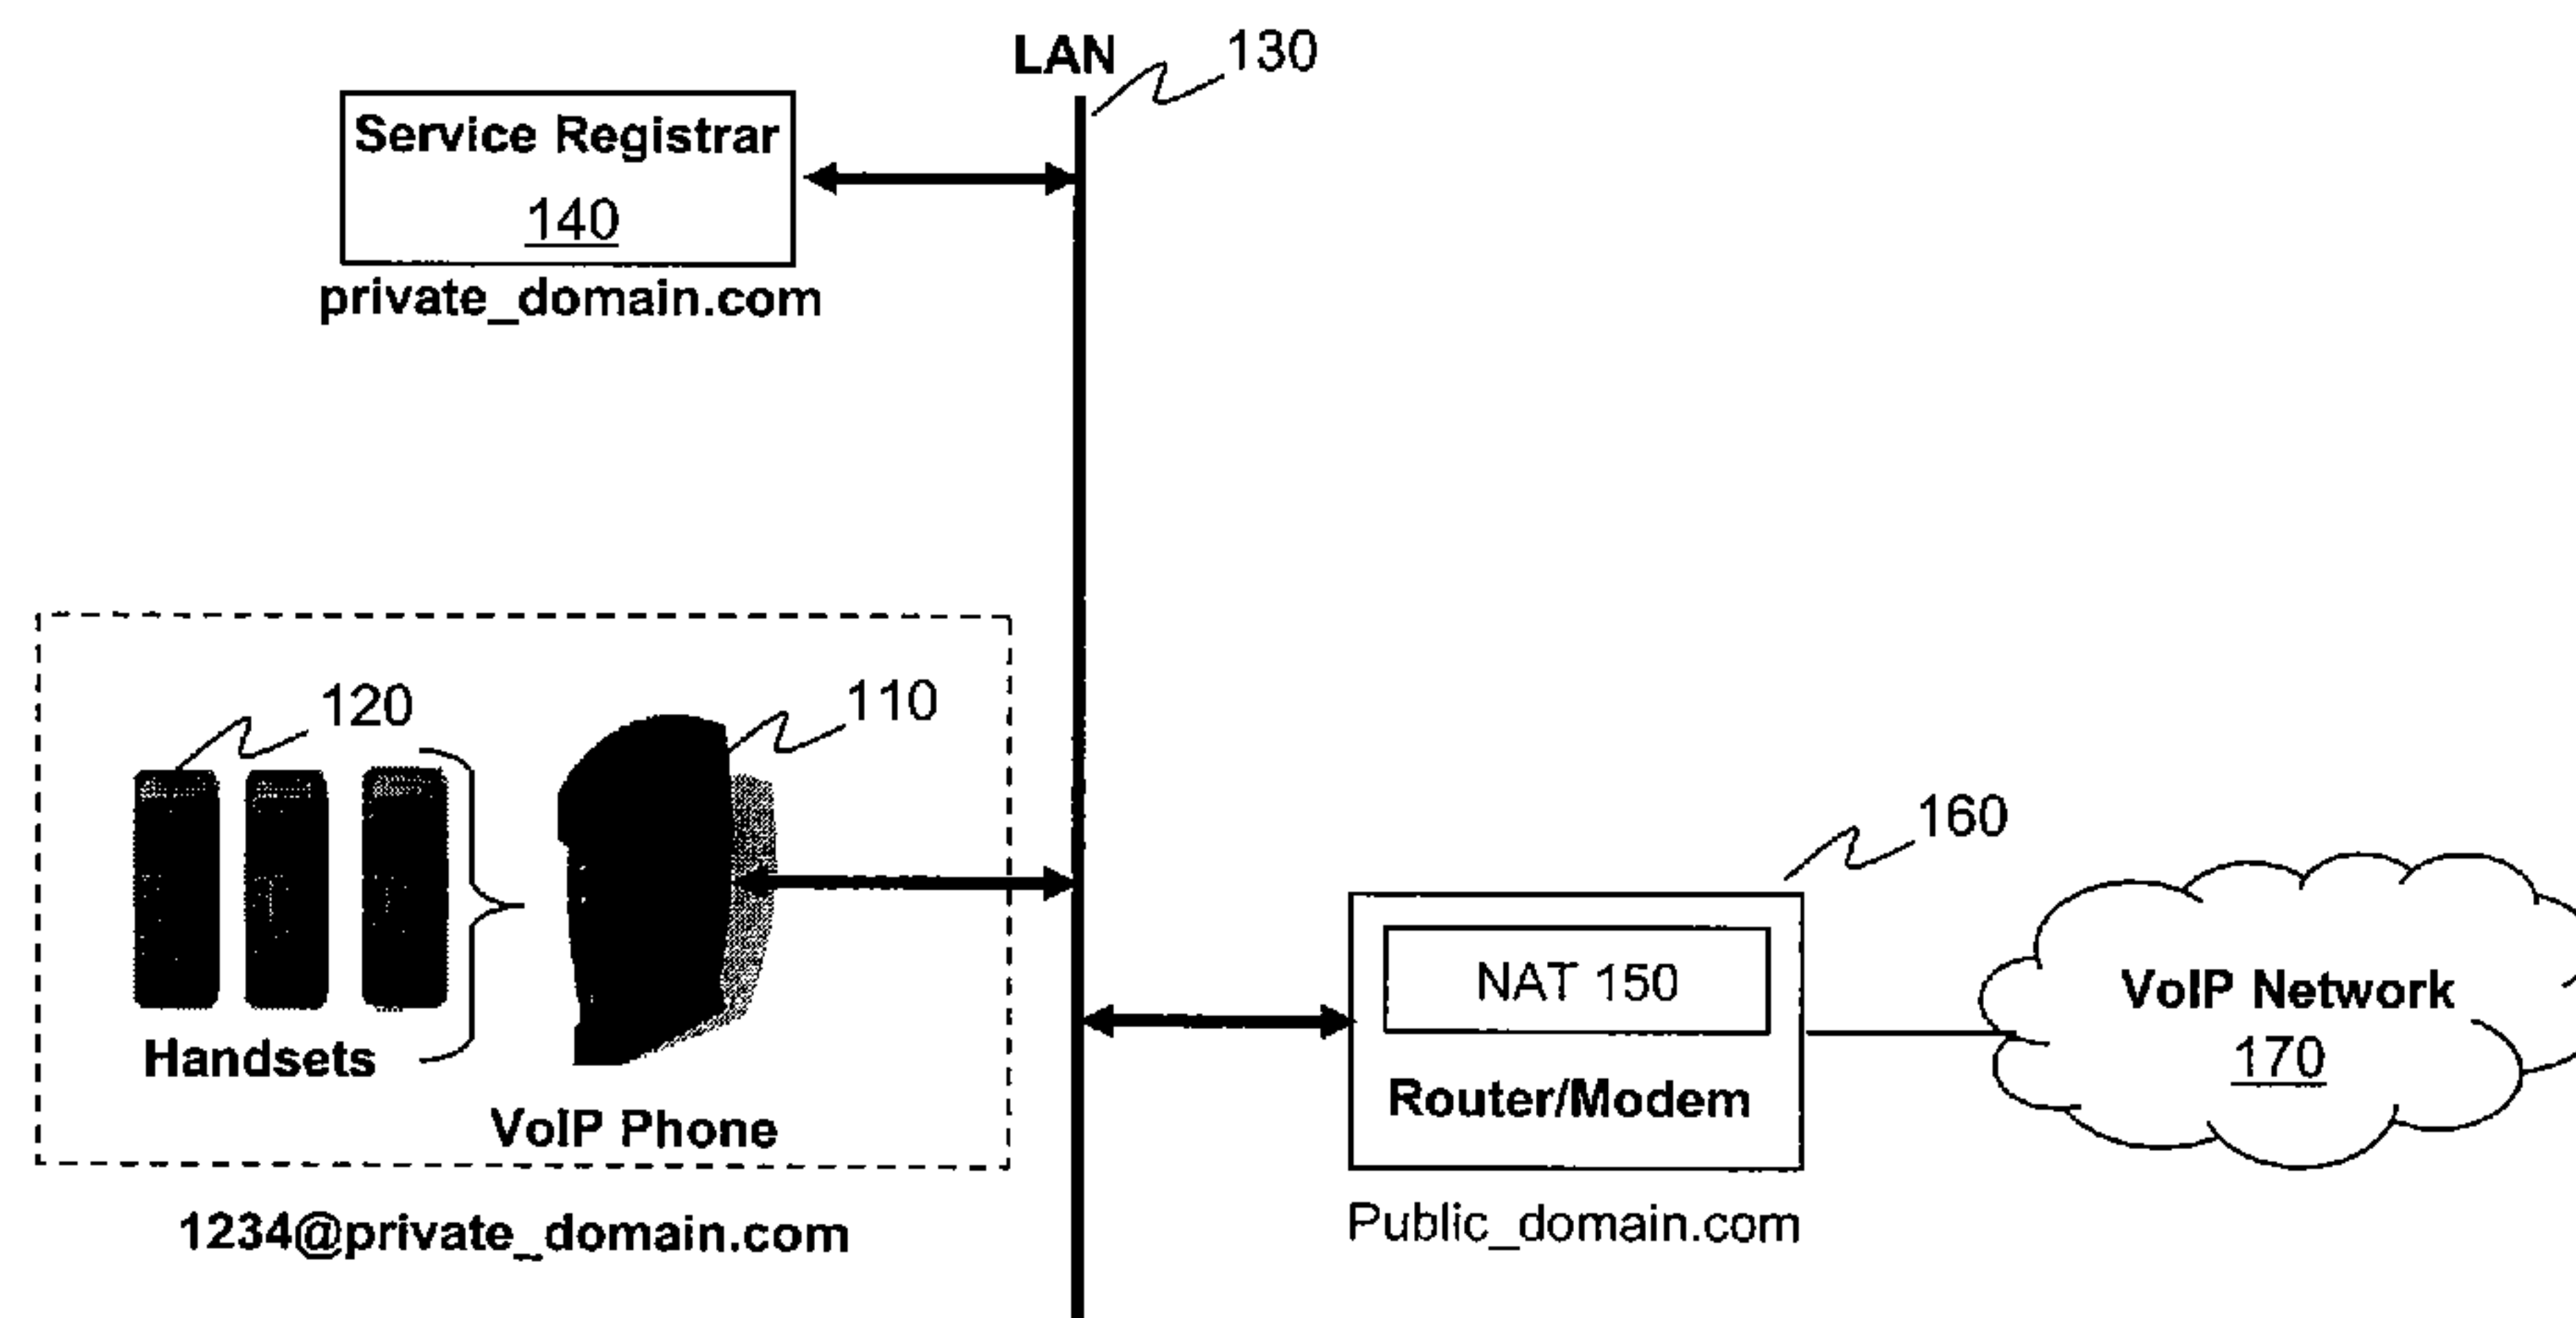 LAN
130
Service Registrar
140
private_domain.com
120
110
160
NAT 150
VoIP Network
170
Handsets
Router/Modem
VoIP Phone
1234@private_domain.com
Public_domain.com